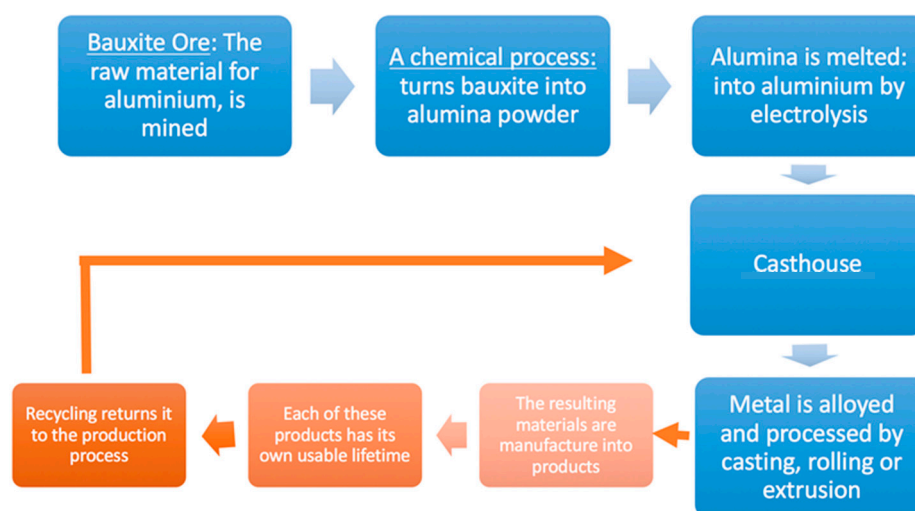 Bauxite Ore: The
raw material for
aluminium, is
mined
A chemical process:
turns bauxite into
alumina powder
Alumina is melted:
into aluminium by
electrolysis
Casthouse
Metal is alloyed
and processed by
casting, rolling or
extrusion
The resulting
materials are
manufacture into
products
Each of these
products has its
own usable lifetime
Recycling returns it
to the production
process